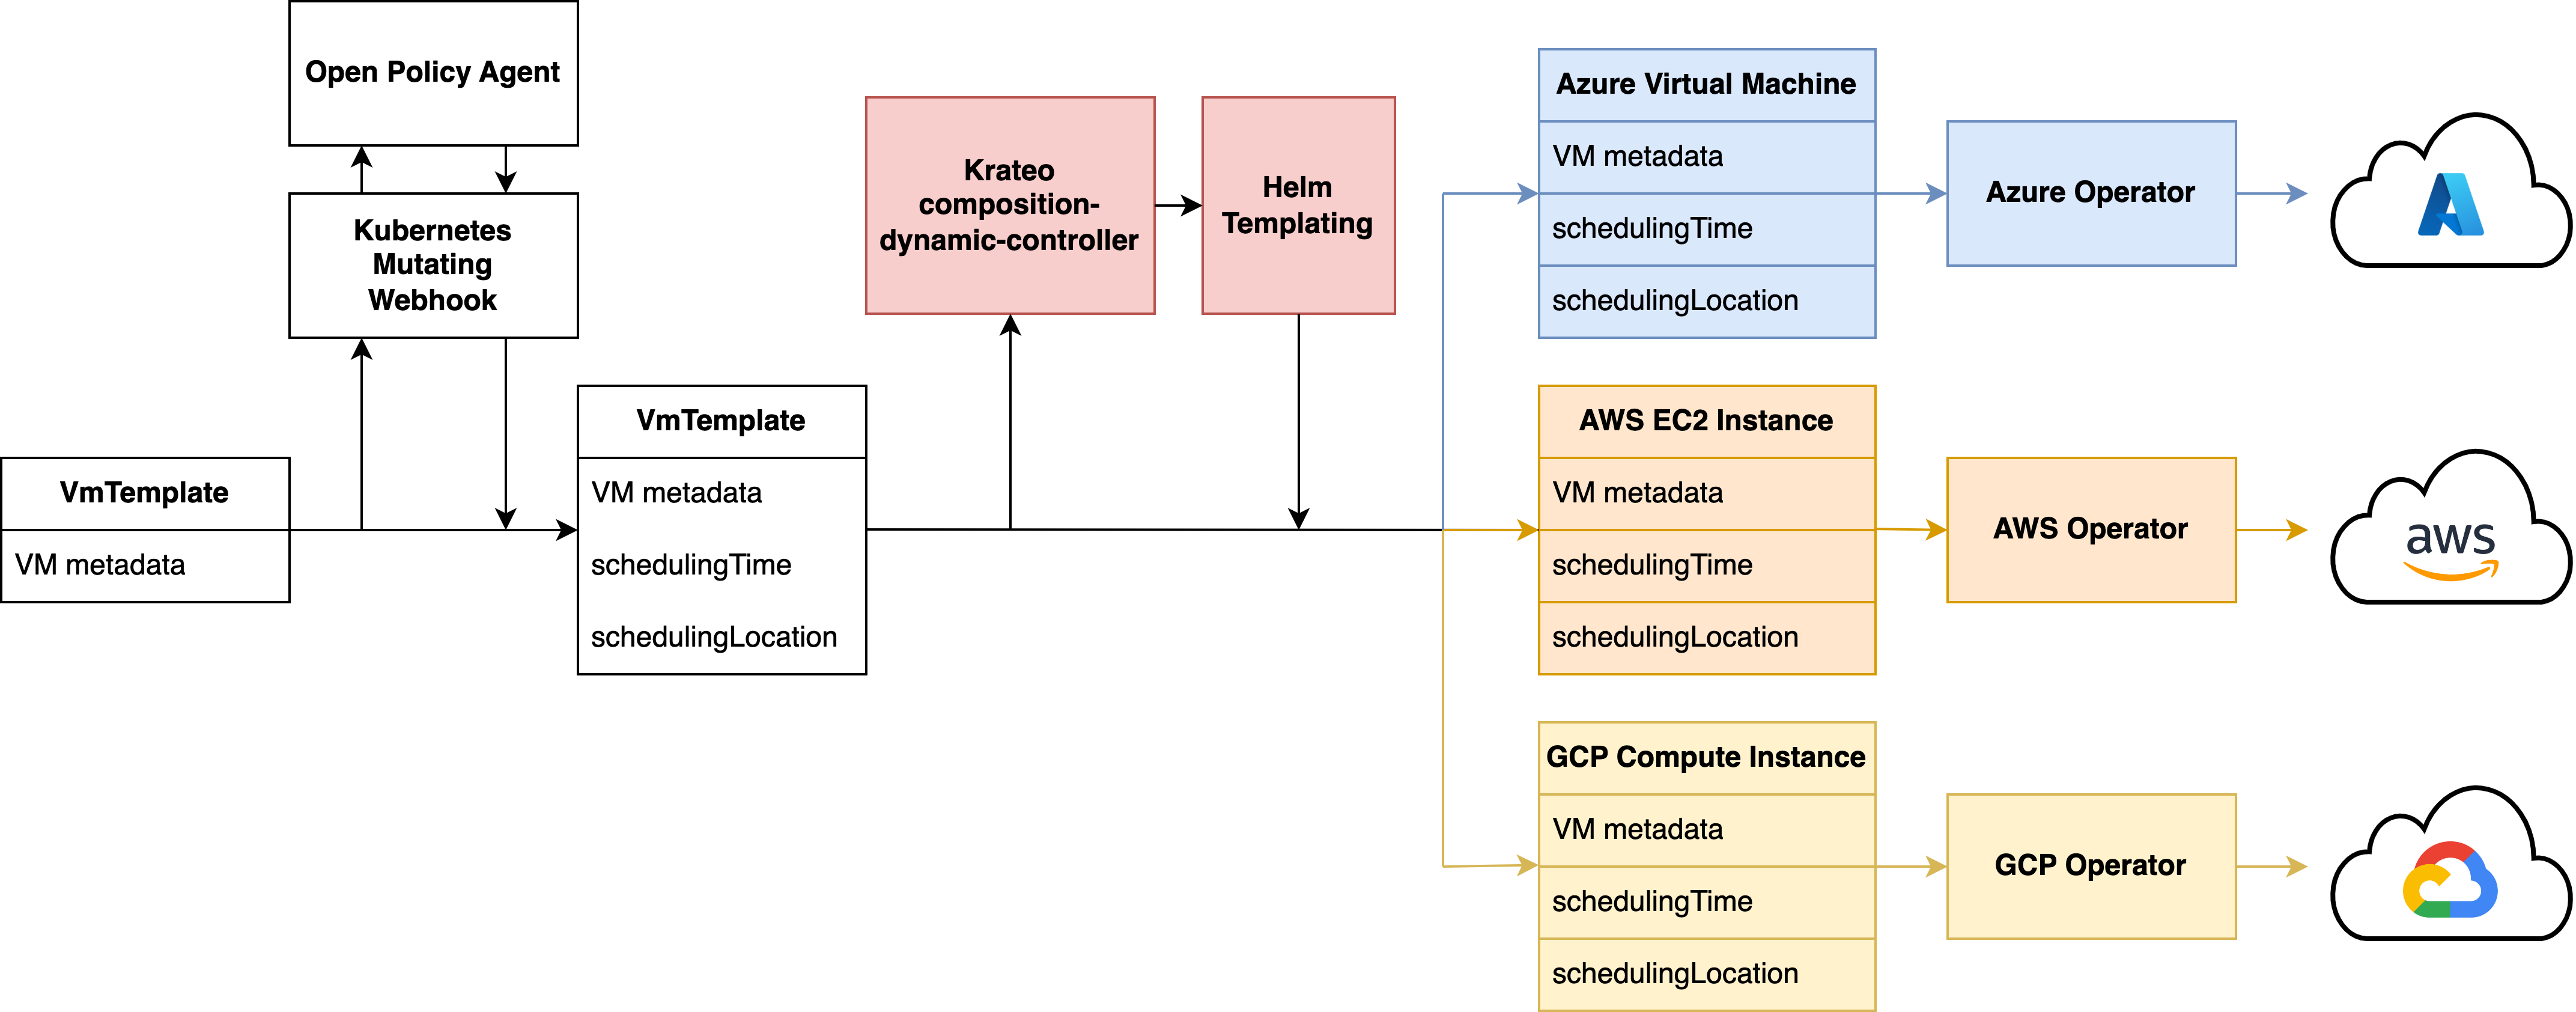 Open Policy Agent
Kubernetes
Mutating
Webhook
VmTemplate
VM metadata
VmTemplate
VM metadata
schedulingTime
schedulingLocation
Krateo
composition-
dynamic-controller
Helm
Templating
Azure Virtual Machine
VM metadata
schedulingTime
schedulingLocation
Azure Operator
AWS EC2 Instance
VM metadata
schedulingTime
schedulingLocation
AWS Operator
aws
GCP Compute Instance
VM metadata
schedulingTime
schedulingLocation
GCP Operator